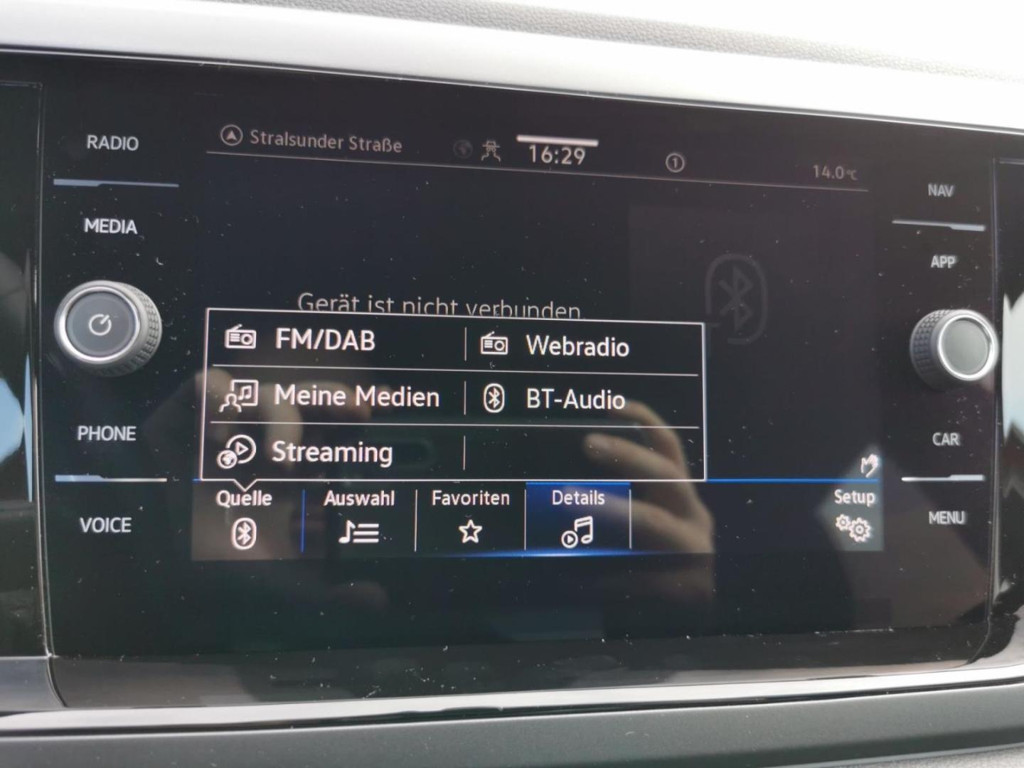 RADIO
MEDIA
PHONE
VOICE
Stralsunder Straße
16:29
1
14.0°C
Gerät ist nicht verbunden.
FM/DAB
Webradio
Meine Medien
BT-Audio
Streaming
Quelle
Auswahl
Favoriten
Details
Setup
NAV
APP
CAR
MENU